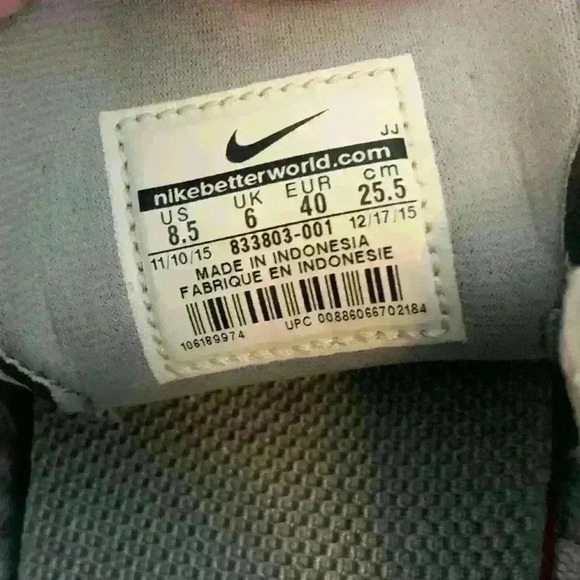 JJ
nikebetterworld.com
US UK EUR cm
8.5 6 40 25.5
11/10/15 833803-001 12/17/15
MADE IN INDONESIA
FABRIQUE EN INDONESIE
106189974 UPC 00886066702184